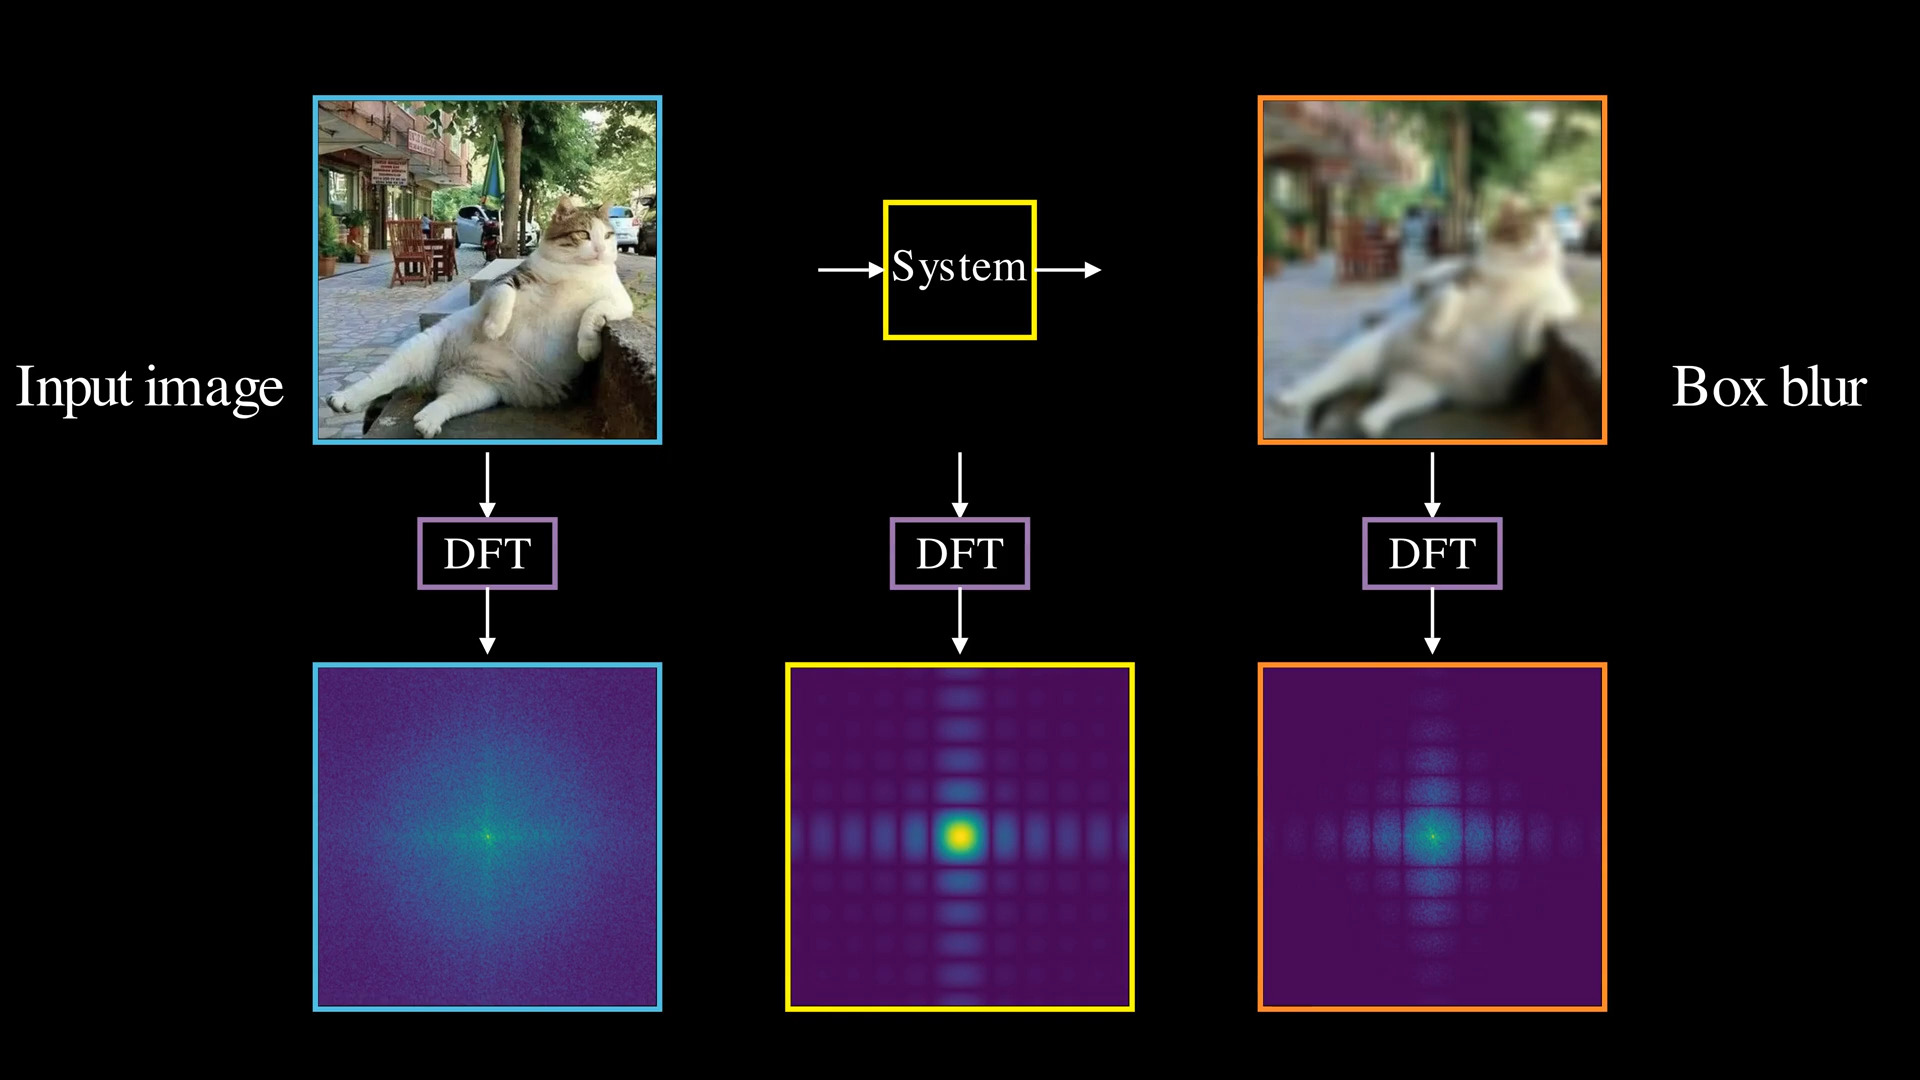 System
Input image
Box blur
DFT
DFT
DFT